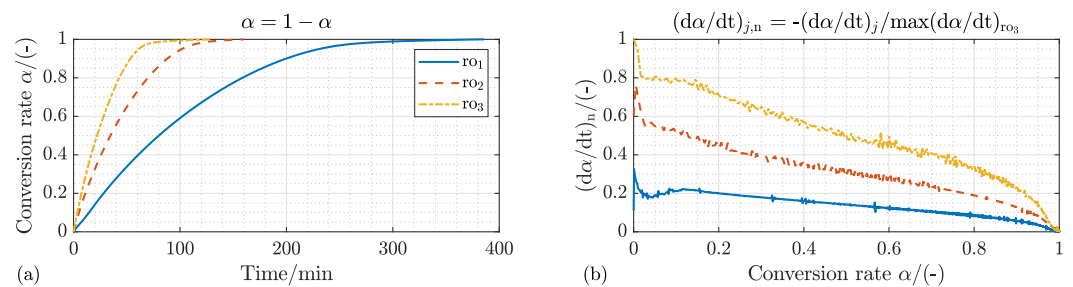 α = 1 − α
Conversion rate α/(-)
1
0.8
0.6
0.4
0.2
0
ro₁
ro₂
ro₃
0 100 200 300 400
(a) Time/min
(dα/dt)ⱼ,ₙ = -(dα/dt)ⱼ/max(dα/dt)ro₃
(dα/dt)ₙ/(-)
1
0.8
0.6
0.4
0.2
0
0 0.2 0.4 0.6 0.8 1
(b) Conversion rate α/(-)